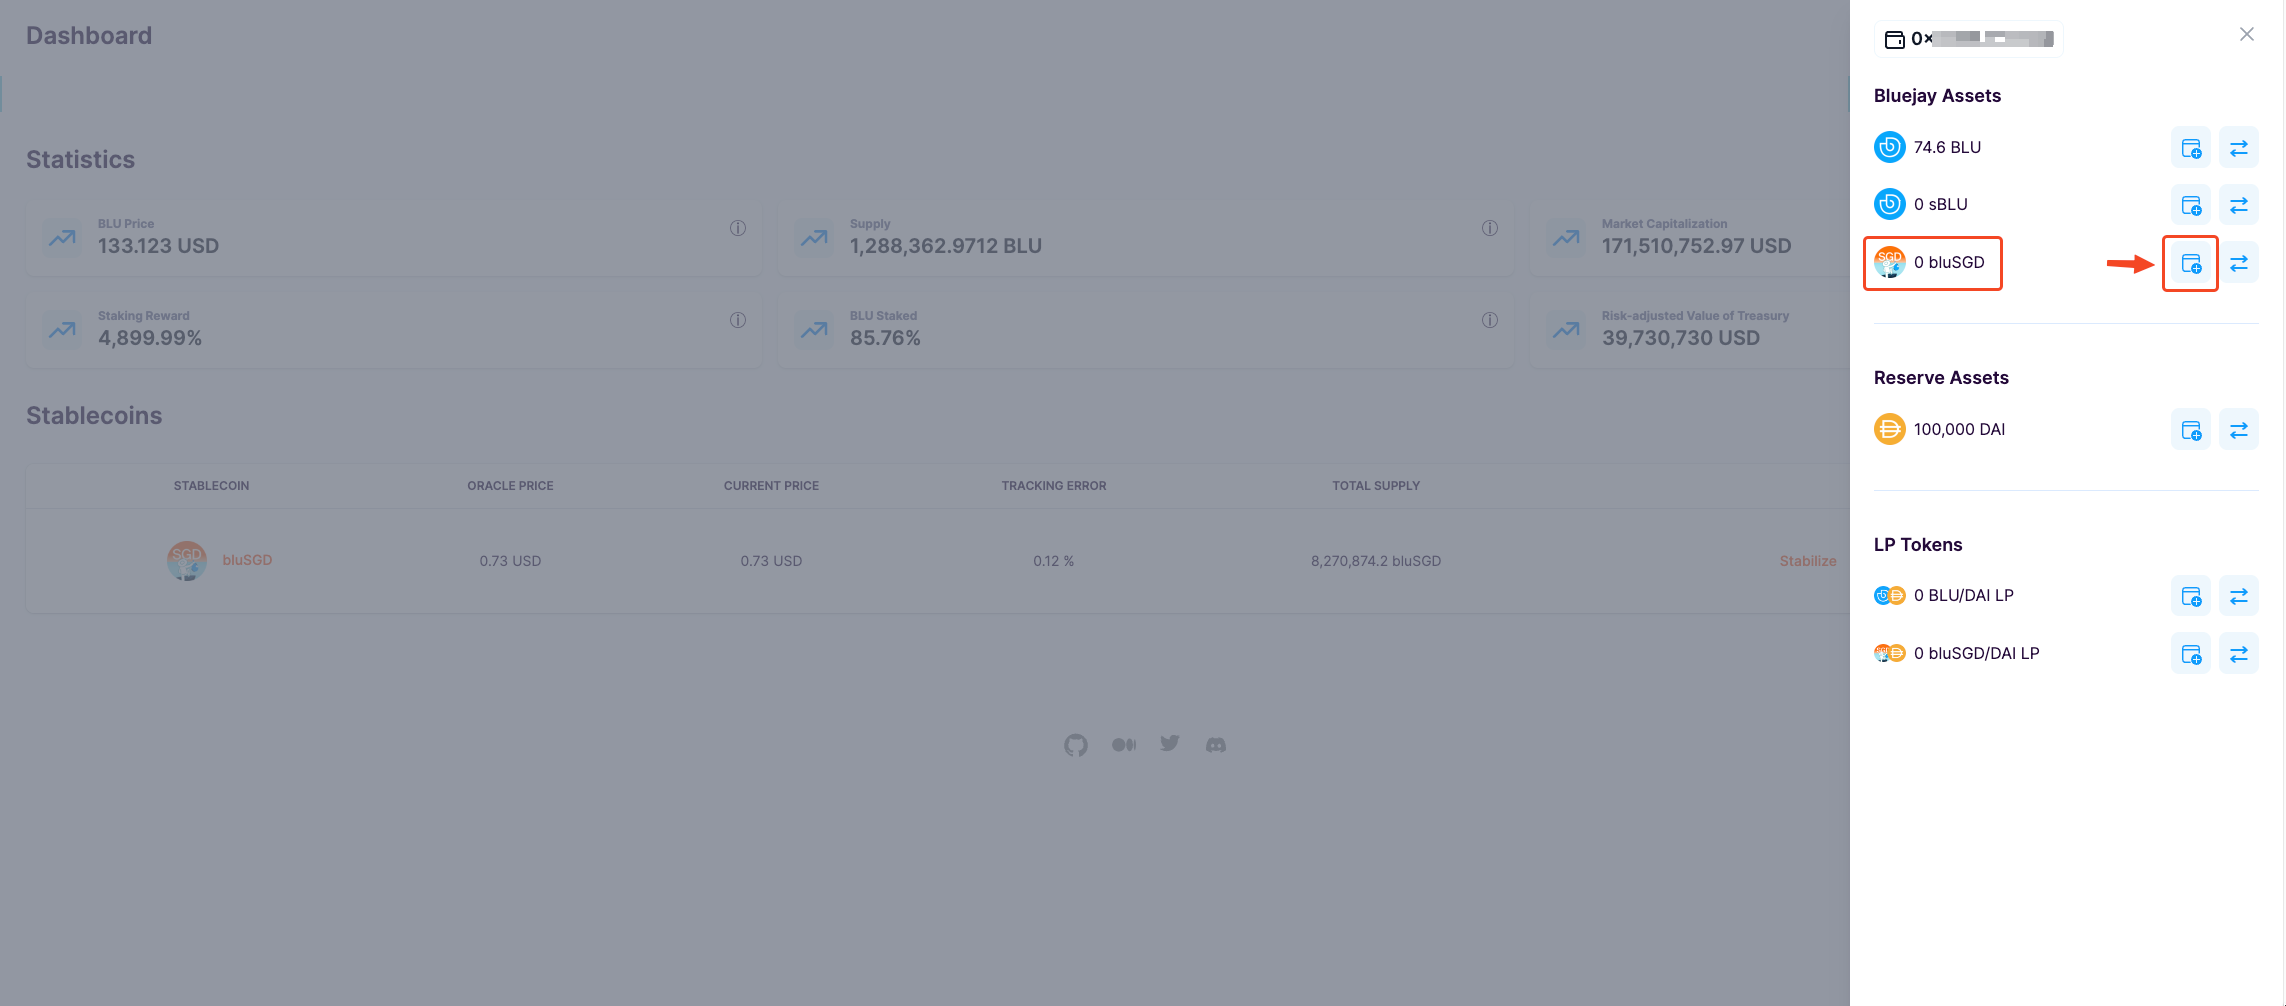 Dashboard
Statistics
BLU Price
133.123 USD
Supply
1,288,362.9712 BLU
Market Capitalization
171,510,752.97 USD
Staking Reward
4,899.99%
BLU Staked
85.76%
Risk-adjusted Value of Treasury
39,730,730 USD
Stablecoins
STABLECOIN ORACLE PRICE CURRENT PRICE TRACKING ERROR TOTAL SUPPLY
SGD bluSGD 0.73 USD 0.73 USD 0.12 % 8,270,874.2 bluSGD Stabilize
0x
Bluejay Assets
74.6 BLU
0 sBLU
SGD 0 bluSGD
Reserve Assets
100,000 DAI
LP Tokens
0 BLU/DAI LP
0 bluSGD/DAI LP